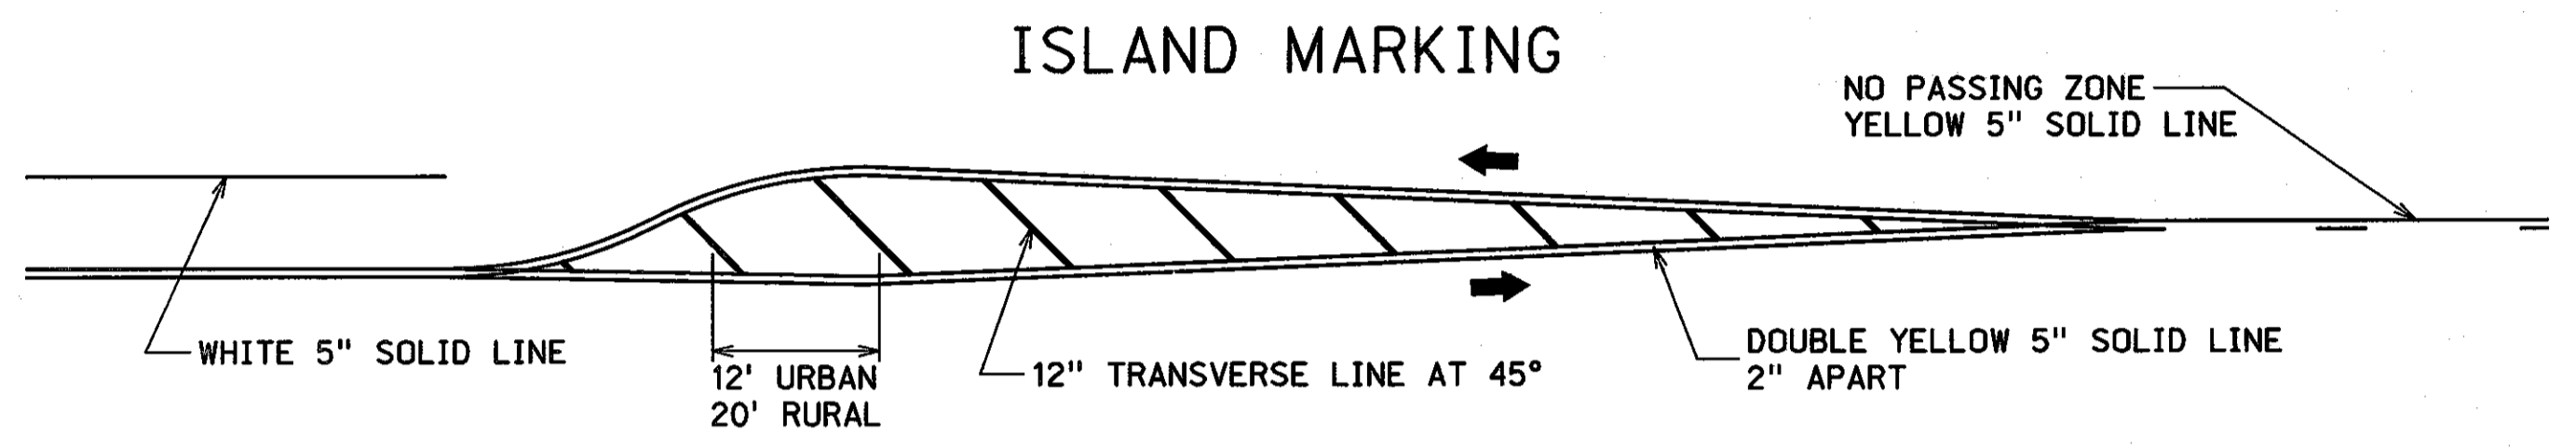 ISLAND MARKING
NO PASSING ZONE
YELLOW 5" SOLID LINE
WHITE 5" SOLID LINE
12' URBAN
20' RURAL
12" TRANSVERSE LINE AT 45°
DOUBLE YELLOW 5" SOLID LINE
2" APART